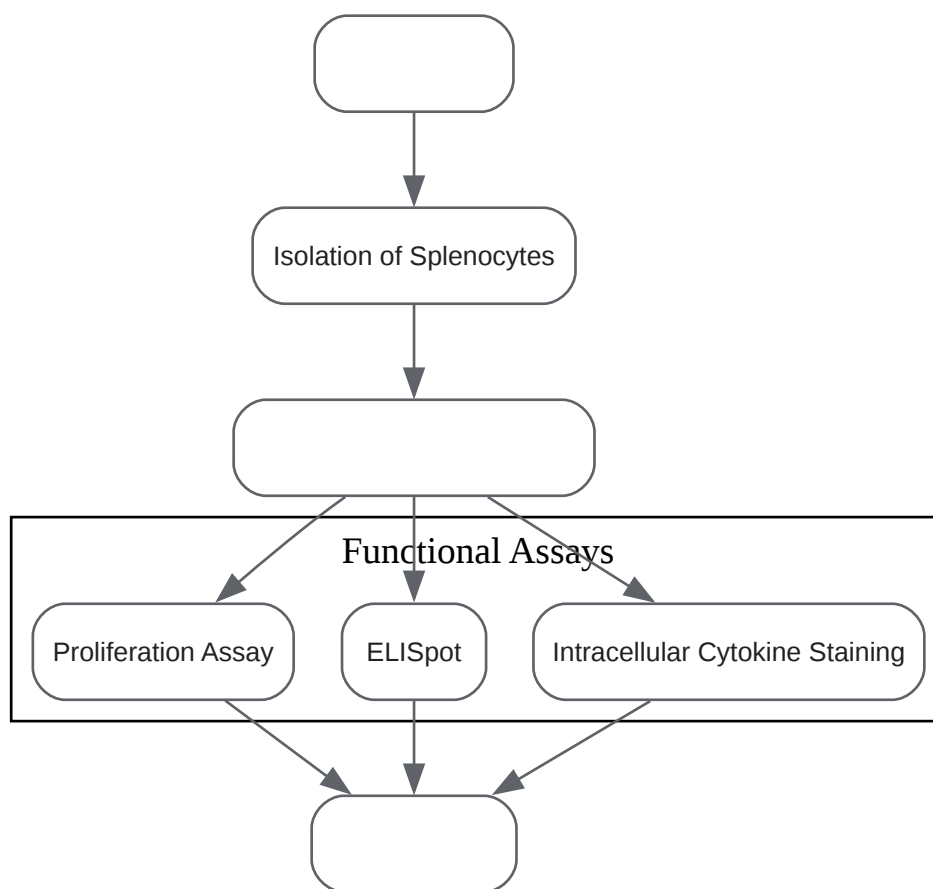 Isolation of Splenocytes
Functional Assays
Proliferation Assay
ELISpot
Intracellular Cytokine Staining